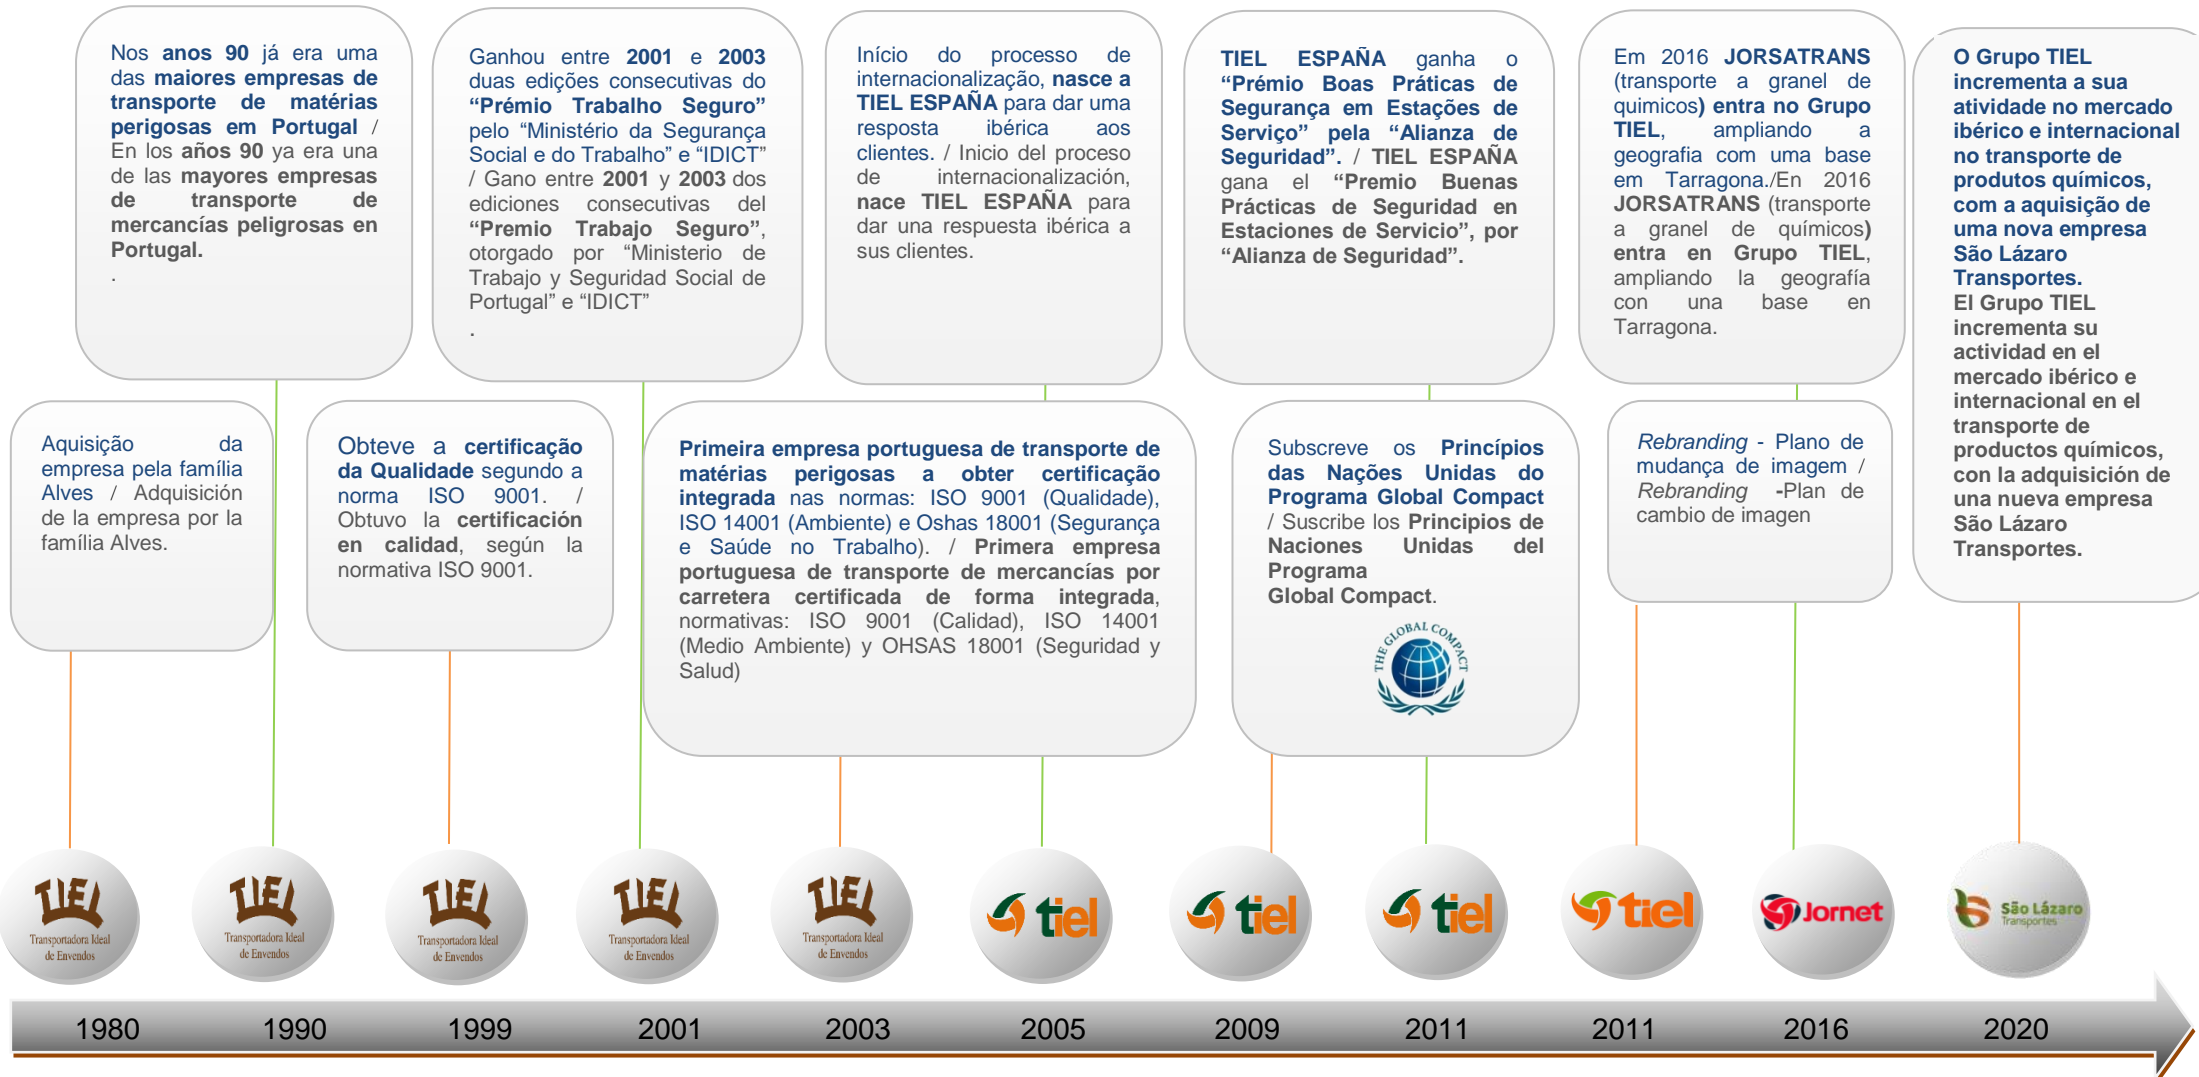 Nos anos 90 já era uma
das maiores empresas de
transporte de matérias
perigosas em Portugal /
En los años 90 ya era una
de las mayores empresas
de transporte de
mercancías peligrosas en
Portugal.
.
Ganhou entre 2001 e 2003
duas edições consecutivas do
“Prémio Trabalho Seguro”
pelo “Ministério da Segurança
Social e do Trabalho” e “IDICT”
/ Gano entre 2001 y 2003 dos
ediciones consecutivas del
“Premio Trabajo Seguro”,
otorgado por “Ministerio de
Trabajo y Seguridad Social de
Portugal” e “IDICT”
.
Início do processo de
internacionalização, nasce a
TIEL ESPAÑA para dar uma
resposta ibérica aos
clientes. / Inicio del proceso
de internacionalización,
nace TIEL ESPAÑA para
dar una respuesta ibérica a
sus clientes.
TIEL ESPAÑA ganha o
“Prémio Boas Práticas de
Segurança em Estações de
Serviço” pela “Alianza de
Seguridad”. / TIEL ESPAÑA
gana el “Premio Buenas
Prácticas de Seguridad en
Estaciones de Servicio”, por
“Alianza de Seguridad”.
Em 2016 JORSATRANS
(transporte a granel de
quimicos) entra no Grupo
TIEL, ampliando a
geografia com uma base
em Tarragona./En 2016
JORSATRANS (transporte
a granel de químicos)
entra en Grupo TIEL,
ampliando la geografía
con una base en
Tarragona.
O Grupo TIEL
incrementa a sua
atividade no mercado
ibérico e internacional
no transporte de
produtos químicos,
com a aquisição de
uma nova empresa
São Lázaro
Transportes.
El Grupo TIEL
incrementa su
actividad en el
mercado ibérico e
internacional en el
transporte de
productos químicos,
con la adquisición de
una nueva empresa
São Lázaro
Transportes.
Aquisição da
empresa pela família
Alves / Adquisición
de la empresa por la
família Alves.
Obteve a certificação
da Qualidade segundo a
norma ISO 9001. /
Obtuvo la certificación
en calidad, según la
normativa ISO 9001.
Primeira empresa portuguesa de transporte de
matérias perigosas a obter certificação
integrada nas normas: ISO 9001 (Qualidade),
ISO 14001 (Ambiente) e Oshas 18001 (Segurança
e Saúde no Trabalho). / Primera empresa
portuguesa de transporte de mercancías por
carretera certificada de forma integrada,
normativas: ISO 9001 (Calidad), ISO 14001
(Medio Ambiente) y OHSAS 18001 (Seguridad y
Salud)
Subscreve os Princípios
das Nações Unidas do
Programa Global Compact
/ Suscribe los Principios de
Naciones Unidas del
Programa
Global Compact.
THE GLOBAL COMPACT
Rebranding - Plano de
mudança de imagem /
Rebranding -Plan de
cambio de imagen
TIEL
Transportadora Ideal
de Envendos
TIEL
Transportadora Ideal
de Envendos
TIEL
Transportadora Ideal
de Envendos
TIEL
Transportadora Ideal
de Envendos
TIEL
Transportadora Ideal
de Envendos
tiel
tiel
tiel
tiel
Jornet
São Lázaro
Transportes
1980
1990
1999
2001
2003
2005
2009
2011
2011
2016
2020